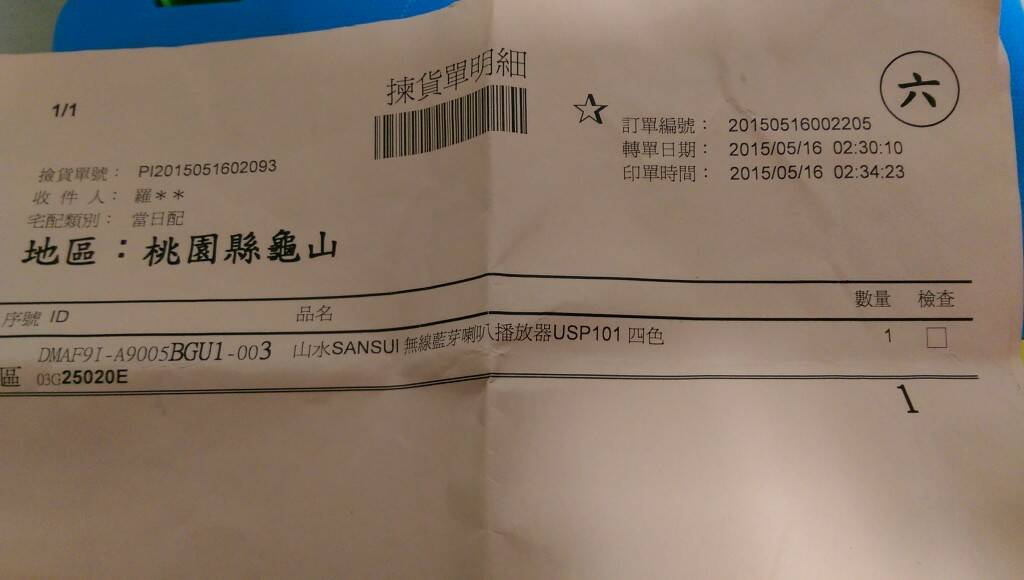 1/1
揀貨單明細
六
☆
訂單編號： 20150516002205
轉單日期： 2015/05/16 02:30:10
印單時間： 2015/05/16 02:34:23
撿貨單號： PI2015051602093
收 件 人： 羅＊＊
宅配類別： 當日配
地區：桃園縣龜山
序號 ID 品名 數量 檢查
DMAF9I-A9005BGU1-003 山水SANSUI 無線藍芽喇叭播放器USP101 四色 1 □
區 03G25020E
1